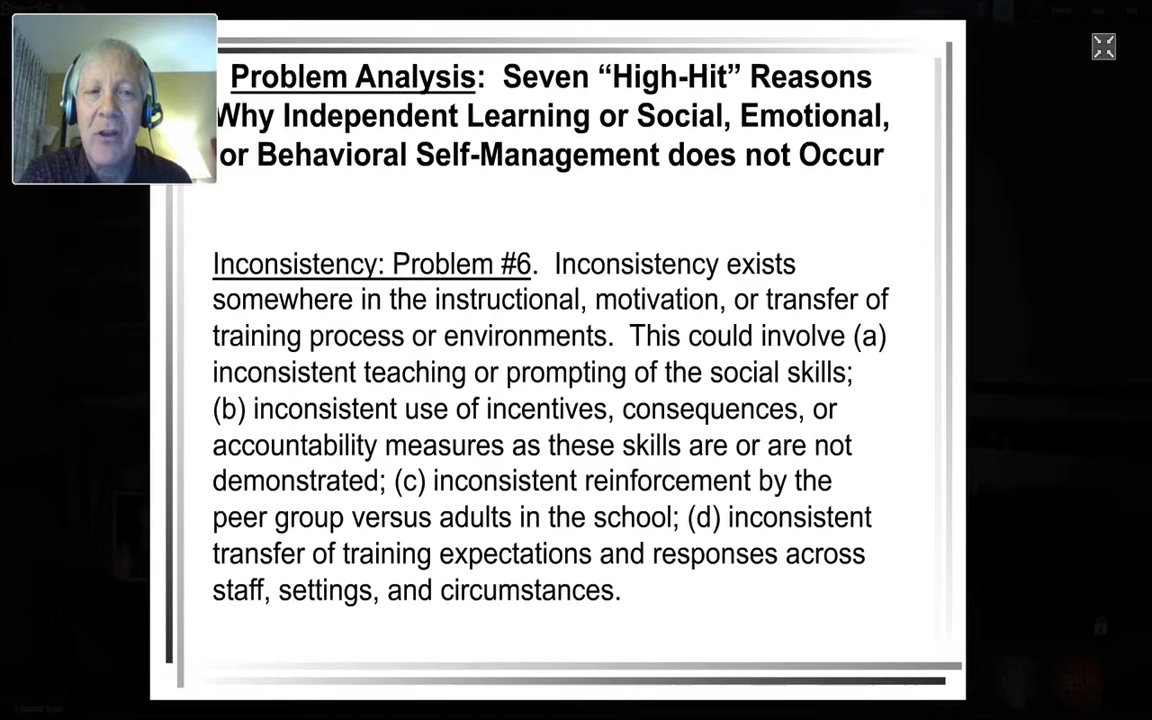 Problem Analysis: Seven “High-Hit” Reasons
Why Independent Learning or Social, Emotional,
or Behavioral Self-Management does not Occur
Inconsistency: Problem #6. Inconsistency exists
somewhere in the instructional, motivation, or transfer of
training process or environments. This could involve (a)
inconsistent teaching or prompting of the social skills;
(b) inconsistent use of incentives, consequences, or
accountability measures as these skills are or are not
demonstrated; (c) inconsistent reinforcement by the
peer group versus adults in the school; (d) inconsistent
transfer of training expectations and responses across
staff, settings, and circumstances.